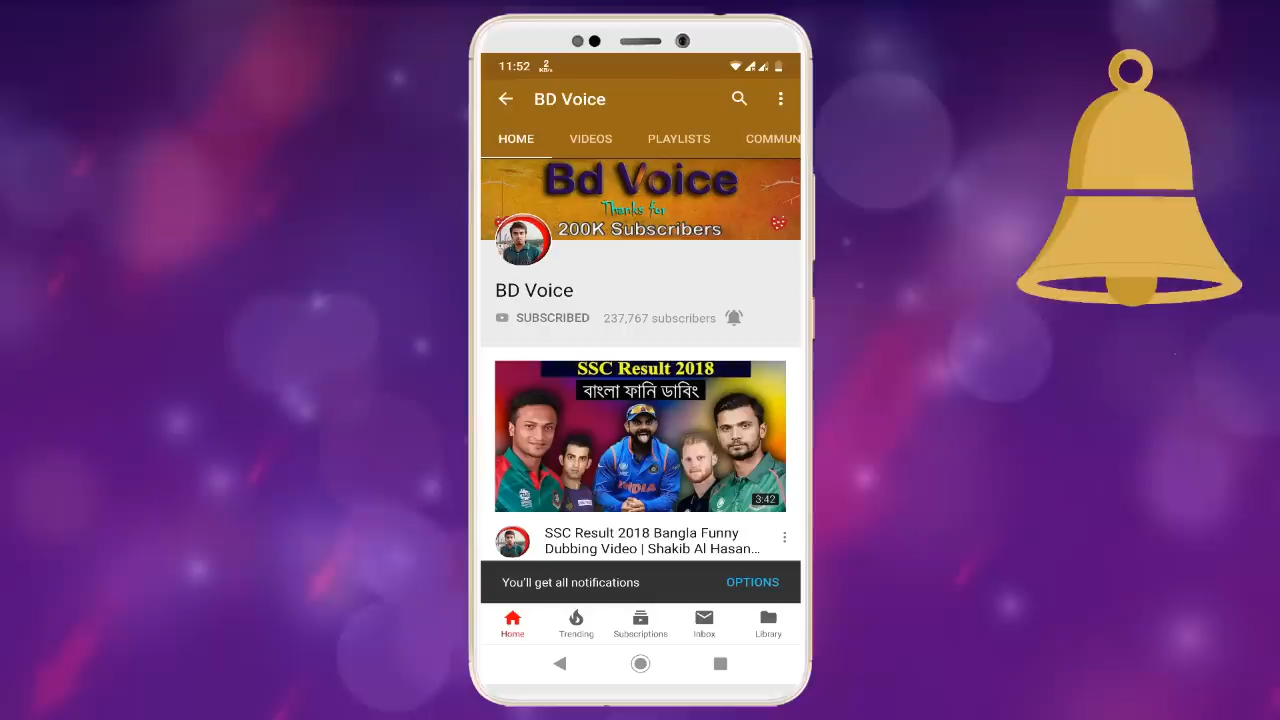 11:52 2 KB/s
BD Voice
HOME VIDEOS PLAYLISTS COMMUN
Bd Voice
Thanks for
200K Subscribers
BD Voice
SUBSCRIBED 237,767 subscribers
SSC Result 2018
বাংলা ফানি ডাবিং
INDIA
3:42
SSC Result 2018 Bangla Funny
Dubbing Video | Shakib Al Hasan...
You'll get all notifications OPTIONS
Home Trending Subscriptions Inbox Library